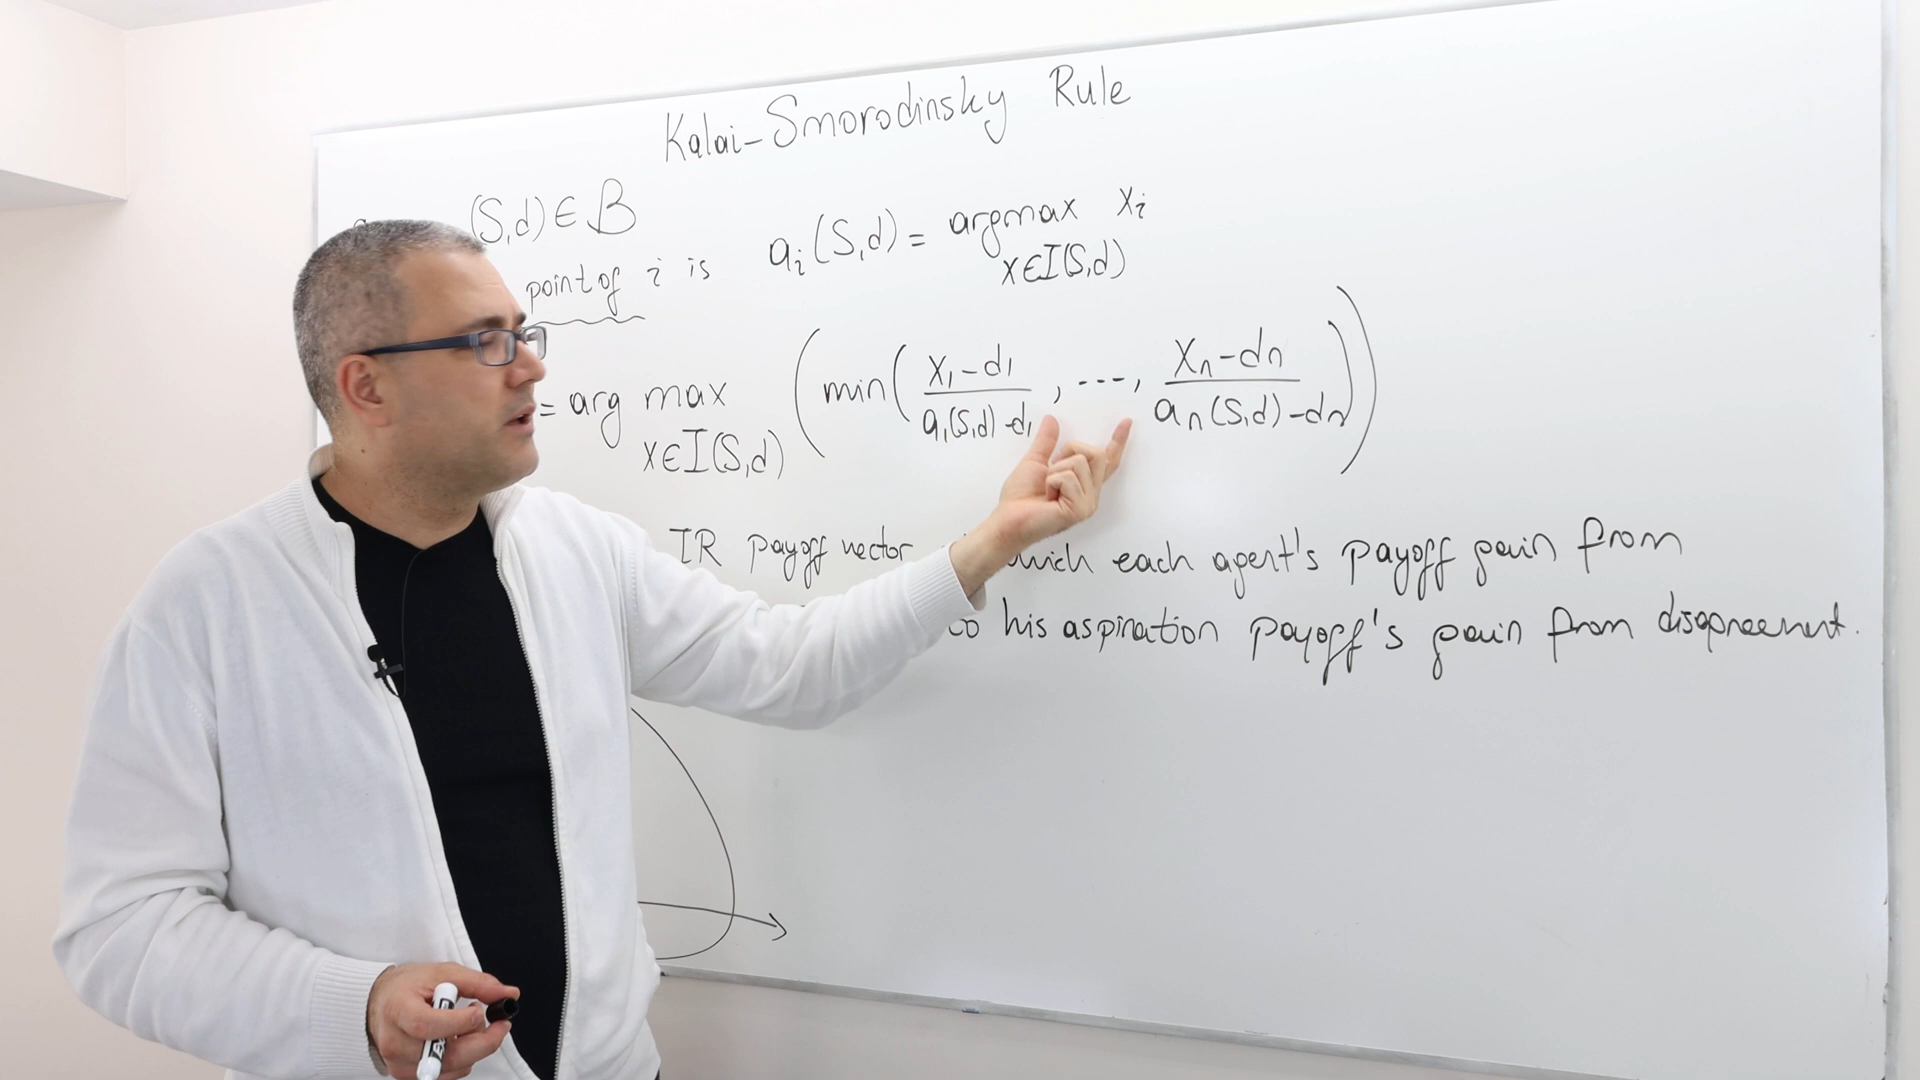 Kalai-Smorodinsky Rule
(S,d) ∈ B
point of i is a_i(S,d) = argmax x_i
x∈I(S,d)
= arg max ( min( x_1-d_1 / a_1(S,d)-d_1 , ---, x_n-d_n / a_n(S,d)-d_n ) )
x∈I(S,d)
IR payoff vector which each agent's payoff gain from
to his aspiration payoff's gain from disagreement.